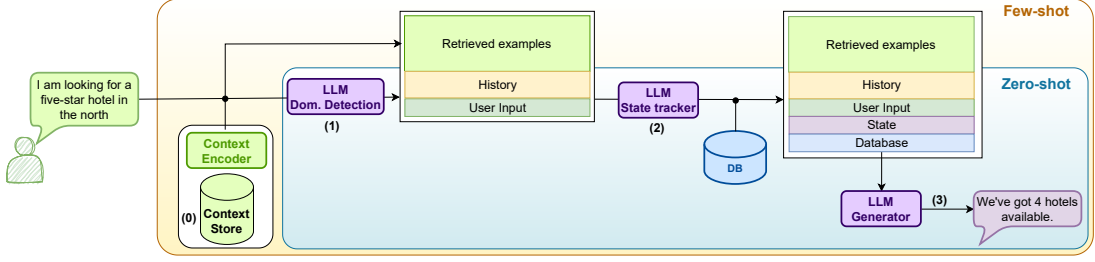 Few-shot
Zero-shot
I am looking for a
five-star hotel in
the north
LLM
Dom. Detection
(1)
Retrieved examples
History
User Input
LLM
State tracker
(2)
DB
Retrieved examples
History
User Input
State
Database
Context
Encoder
(0)
Context
Store
LLM
Generator
(3)
We've got 4 hotels
available.